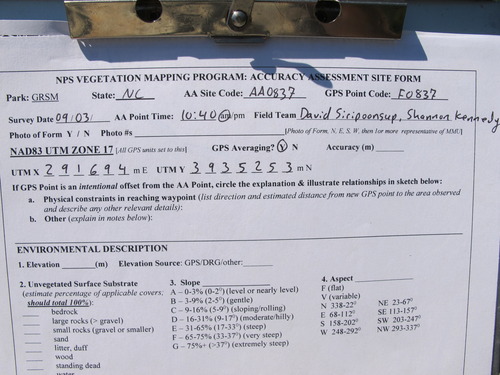 NPS VEGETATION MAPPING PROGRAM: ACCURACY ASSESSMENT SITE FORM
Park: GRSM State: NC AA Site Code: AA0837 GPS Point Code: F0837
Survey Date 09/03/ AA Point Time: 10:40 am/pm Field Team David Siriponsup, Shannon Kennedy
Photo of Form Y / N Photo #s [Photo of Form, N, E, S, W, then 1or more representative of MMU]
NAD83 UTM ZONE 17 [All GPS units set to this] GPS Averaging? Y N Accuracy (m)
UTM X 291694 m E UTM Y 3935253 m N
If GPS Point is an intentional offset from the AA Point, circle the explanation & illustrate relationships in sketch below:
a. Physical constraints in reaching waypoint (list direction and estimated distance from new GPS point to the area observed
and describe any other relevant details):
b. Other (explain in notes below):
ENVIRONMENTAL DESCRIPTION
1. Elevation (m) Elevation Source: GPS/DRG/other:
2. Unvegetated Surface Substrate
(estimate percentage of applicable covers;
should total 100%):
bedrock
large rocks (> gravel)
small rocks (gravel or smaller)
sand
litter, duff
wood
standing dead
water
3. Slope
A – 0-3% (0-2°) (level or nearly level)
B – 3-9% (2-5°) (gentle)
C – 9-16% (5-9°) (sloping/rolling)
D – 16-31% (9-17°) (moderate/hilly)
E – 31-65% (17-33°) (steep)
F – 65-75% (33-37°) (very steep)
G – 75%+ (>37°) (extremely steep)
4. Aspect
F (flat)
V (variable)
N 338-22° NE 23-67°
E 68-112° SE 113-157°
S 158-202° SW 203-247°
W 248-292° NW 293-337°